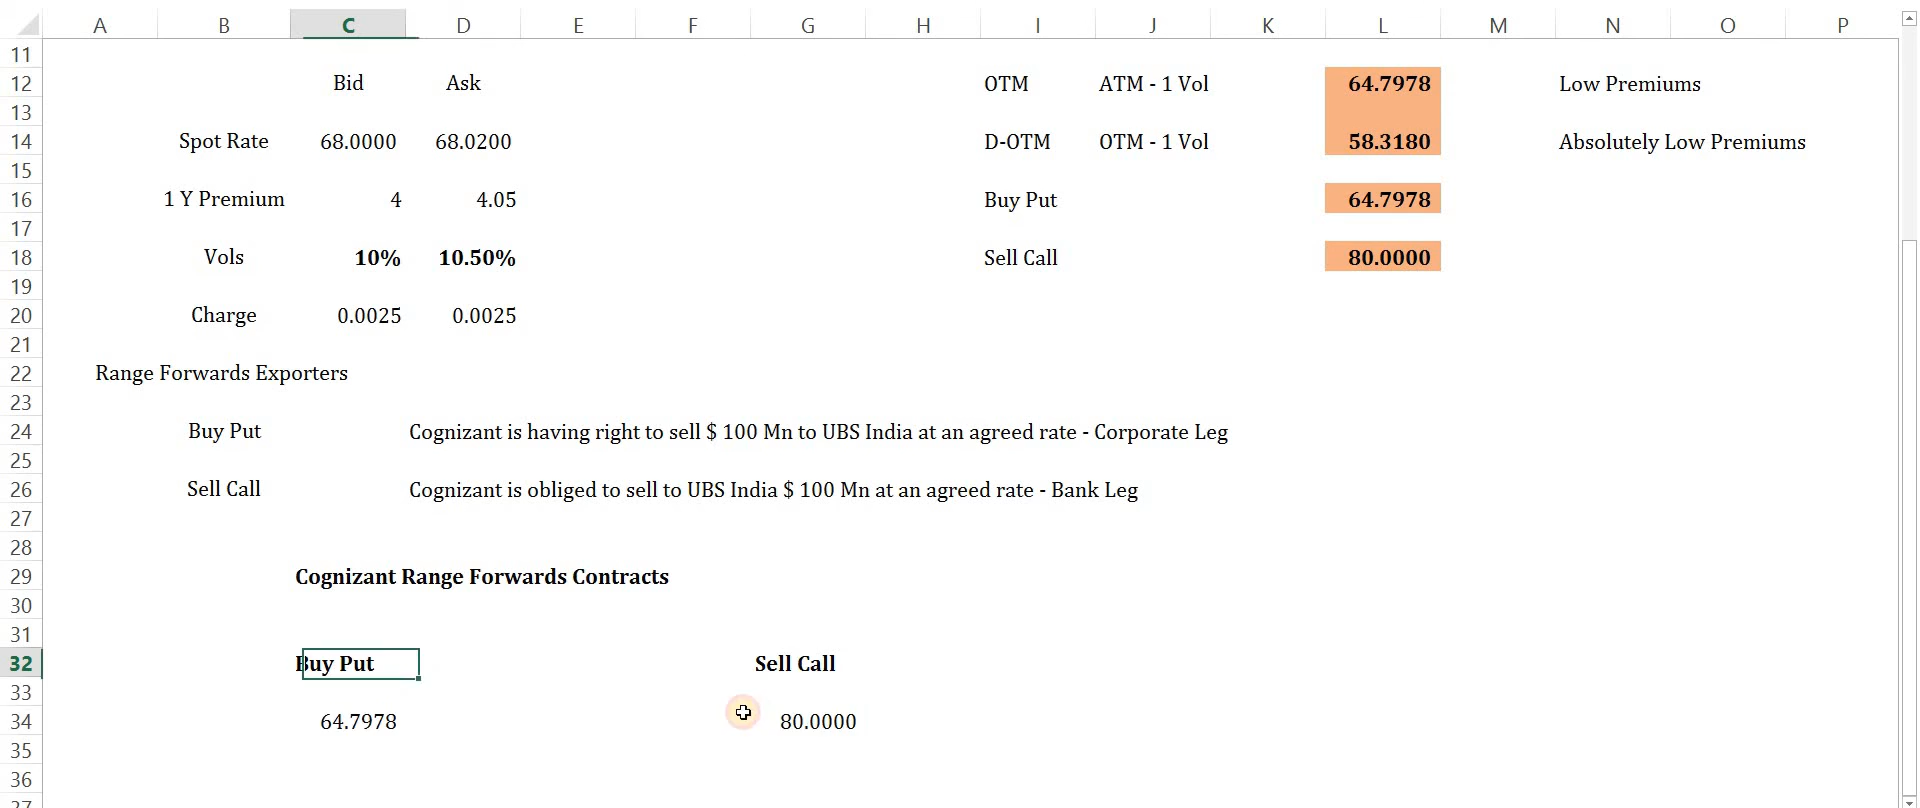 A B C D E F G H I J K L M N O P
11
12 Bid Ask OTM ATM - 1 Vol 64.7978 Low Premiums
13
14 Spot Rate 68.0000 68.0200 D-OTM OTM - 1 Vol 58.3180 Absolutely Low Premiums
15
16 1 Y Premium 4 4.05 Buy Put 64.7978
17
18 Vols 10% 10.50% Sell Call 80.0000
19
20 Charge 0.0025 0.0025
21
22 Range Forwards Exporters
23
24 Buy Put Cognizant is having right to sell $ 100 Mn to UBS India at an agreed rate - Corporate Leg
25
26 Sell Call Cognizant is obliged to sell to UBS India $ 100 Mn at an agreed rate - Bank Leg
27
28
29 Cognizant Range Forwards Contracts
30
31
32 Buy Put Sell Call
33
34 64.7978 80.0000
35
36
37